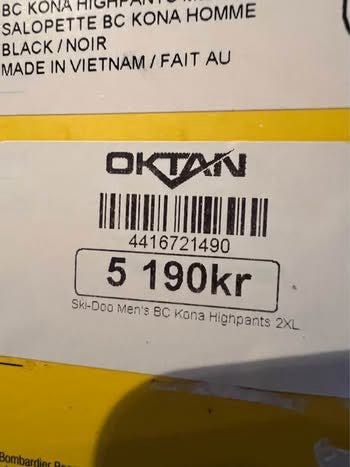 BC KONA HIGHPANTS
SALOPETTE BC KONA HOMME
BLACK / NOIR
MADE IN VIETNAM / FAIT AU
OKTAN
4416721490
5 190kr
Ski-Doo Men's BC Kona Highpants 2XL
Bombardier